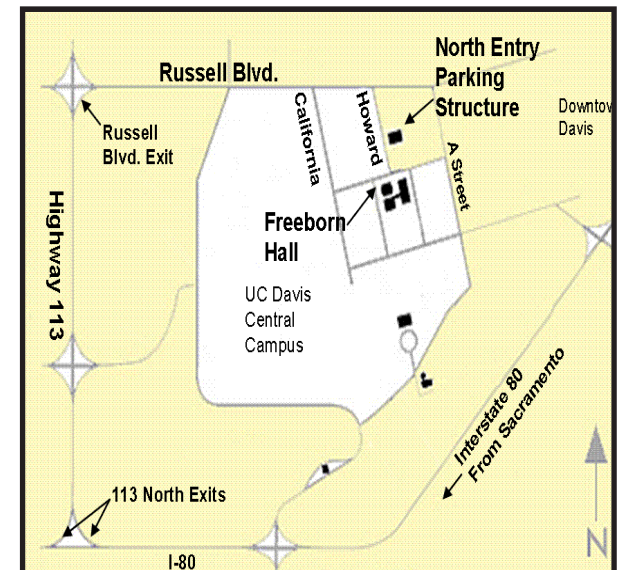 North Entry
Parking
Structure
Russell Blvd.
California
Howard
A Street
Downtov
Davis
Russell
Blvd. Exit
Highway 113
Freeborn
Hall
UC Davis
Central
Campus
Interstate 80
From Sacramento
113 North Exits
I-80
N